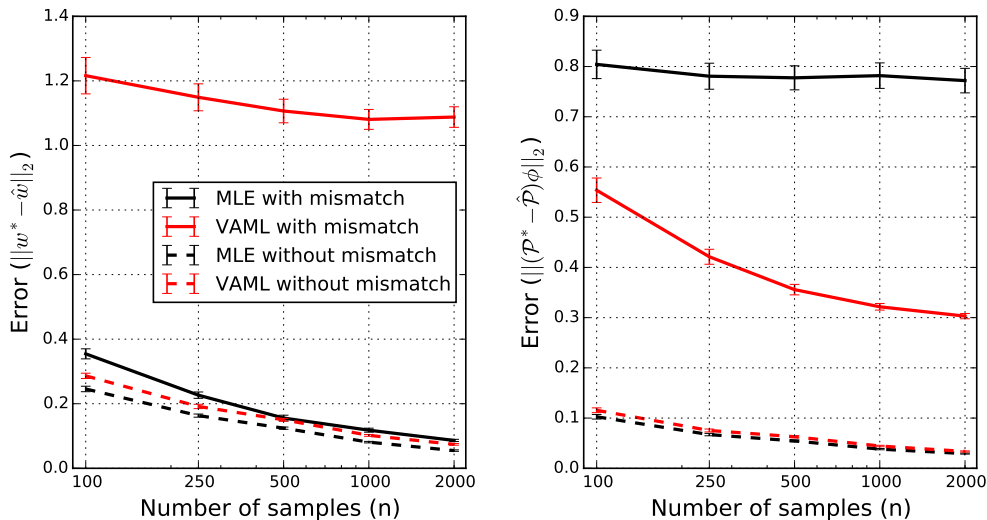 1.4
1.2
1.0
0.8
0.6
0.4
0.2
0.0
Error (||w* − ŵ||₂)
MLE with mismatch
VAML with mismatch
MLE without mismatch
VAML without mismatch
100 250 500 1000 2000
Number of samples (n)
0.9
0.8
0.7
0.6
0.5
0.4
0.3
0.2
0.1
0.0
Error (||(𝒫* − 𝒫̂)ϕ||₂)
100 250 500 1000 2000
Number of samples (n)